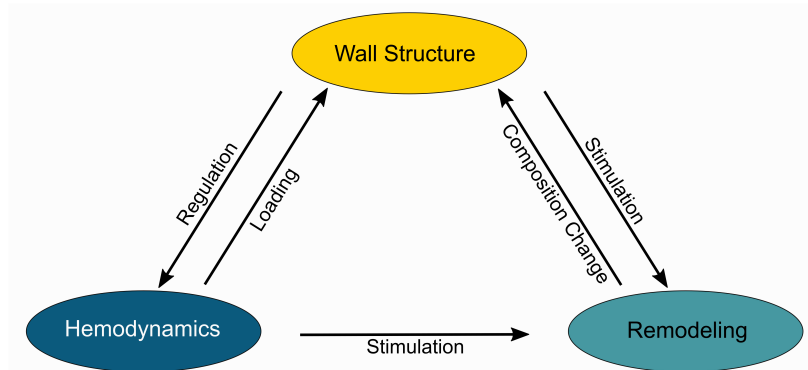 Wall Structure
Regulation
Loading
Composition Change
Stimulation
Hemodynamics
Stimulation
Remodeling